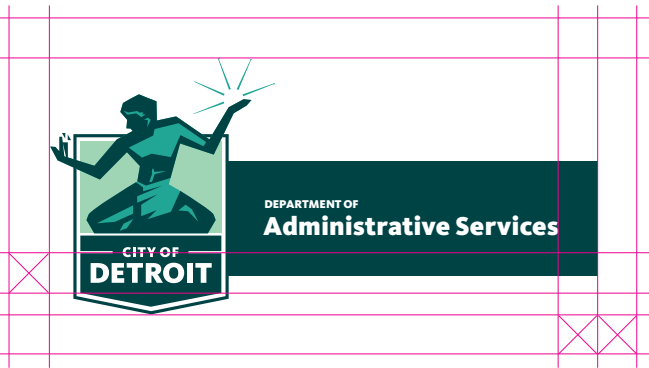 DEPARTMENT OF
Administrative Services
CITY OF
DETROIT